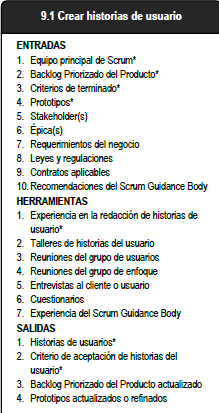 9.1 Crear historias de usuario
ENTRADAS
1. Equipo principal de Scrum*
2. Backlog Priorizado del Producto*
3. Criterios de terminado*
4. Prototipos*
5. Stakeholder(s)
6. Épica(s)
7. Requerimientos del negocio
8. Leyes y regulaciones
9. Contratos aplicables
10. Recomendaciones del Scrum Guidance Body
HERRAMIENTAS
1. Experiencia en la redacción de historias de
usuario*
2. Talleres de historias del usuario
3. Reuniones del grupo de usuarios
4. Reuniones del grupo de enfoque
5. Entrevistas al cliente o usuario
6. Cuestionarios
7. Experiencia del Scrum Guidance Body
SALIDAS
1. Historias de usuarios*
2. Criterio de aceptación de historias del
usuario*
3. Backlog Priorizado del Producto actualizado
4. Prototipos actualizados o refinados